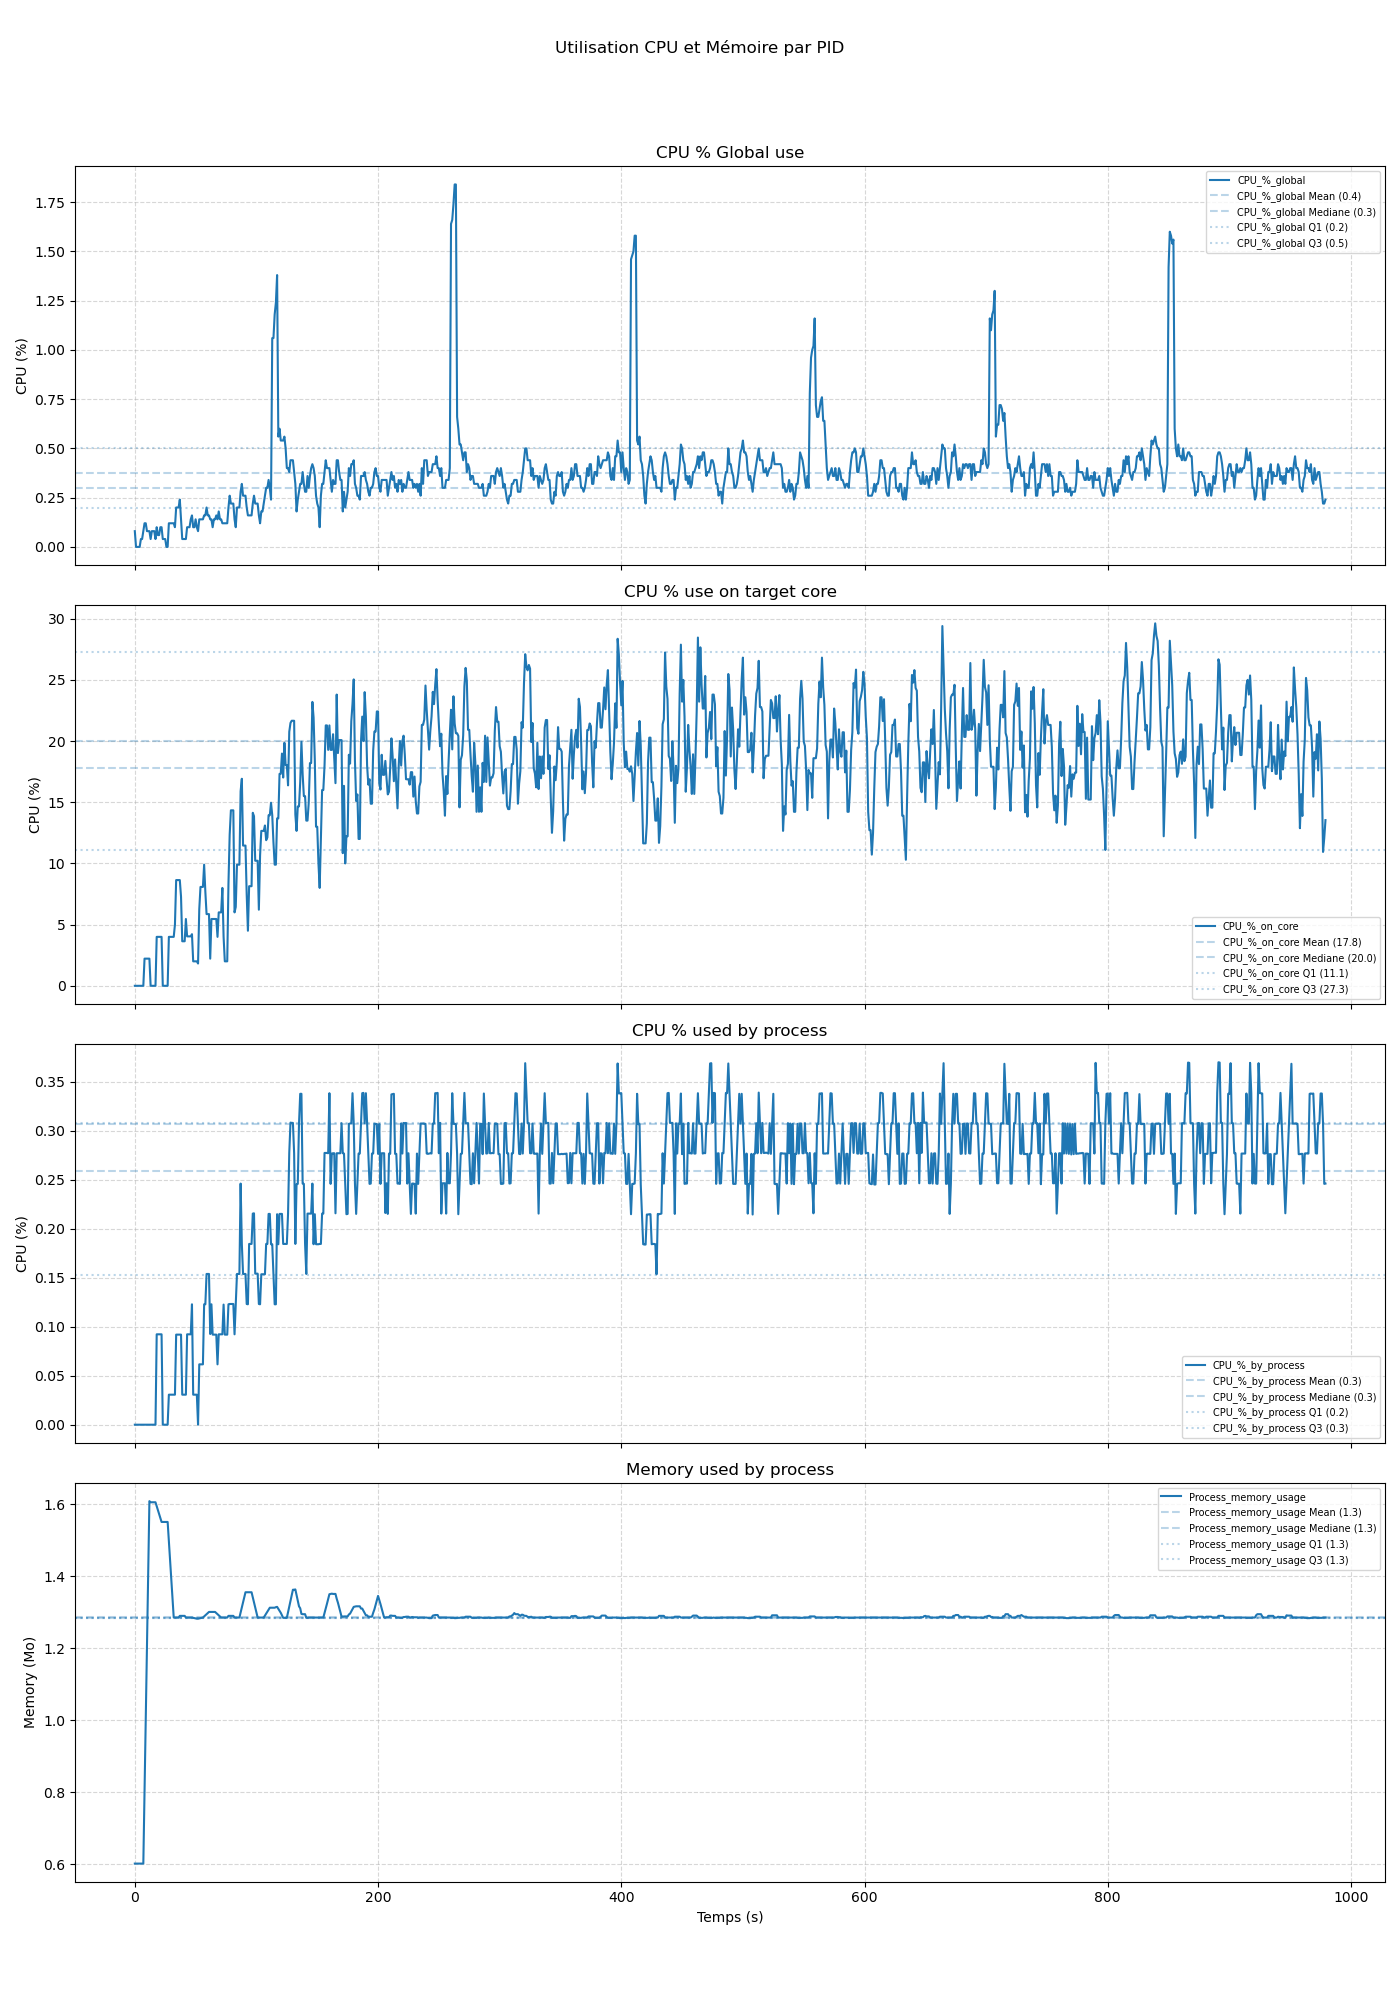 Utilisation CPU et Mémoire par PID
CPU % Global use
CPU (%)
1.75
1.50
1.25
1.00
0.75
0.50
0.25
0.00
CPU_%_global
CPU_%_global Mean (0.4)
CPU_%_global Mediane (0.3)
CPU_%_global Q1 (0.2)
CPU_%_global Q3 (0.5)
CPU % use on target core
CPU (%)
30
25
20
15
10
5
0
CPU_%_on_core
CPU_%_on_core Mean (17.8)
CPU_%_on_core Mediane (20.0)
CPU_%_on_core Q1 (11.1)
CPU_%_on_core Q3 (27.3)
CPU % used by process
CPU (%)
0.35
0.30
0.25
0.20
0.15
0.10
0.05
0.00
CPU_%_by_process
CPU_%_by_process Mean (0.3)
CPU_%_by_process Mediane (0.3)
CPU_%_by_process Q1 (0.2)
CPU_%_by_process Q3 (0.3)
Memory used by process
Memory (Mo)
1.6
1.4
1.2
1.0
0.8
0.6
Process_memory_usage
Process_memory_usage Mean (1.3)
Process_memory_usage Mediane (1.3)
Process_memory_usage Q1 (1.3)
Process_memory_usage Q3 (1.3)
0 200 400 600 800 1000
Temps (s)